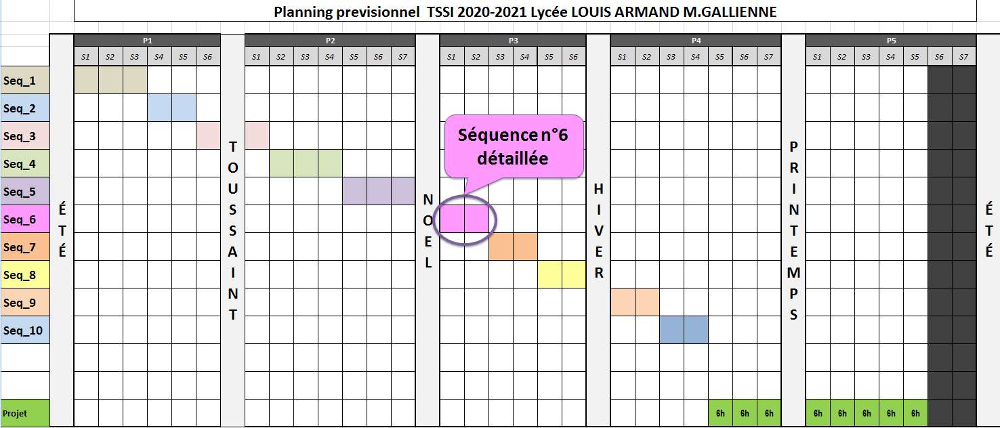 Planning previsionnel TSSI 2020-2021 Lycée LOUIS ARMAND M.GALLIENNE
P1 P2 P3 P4 P5
S1 S2 S3 S4 S5 S6 S1 S2 S3 S4 S5 S6 S7 S1 S2 S3 S4 S5 S6 S1 S2 S3 S4 S5 S6 S7 S1 S2 S3 S4 S5 S6 S7
Seq_1
Seq_2
Seq_3
Seq_4
Seq_5
Seq_6
Seq_7
Seq_8
Seq_9
Seq_10
Projet
ÉTÉ
TOUSSAINT
NOEL
Séquence n°6
détaillée
HIVER
PRINTEMPS
ÉTÉ
6h 6h 6h 6h 6h 6h 6h 6h